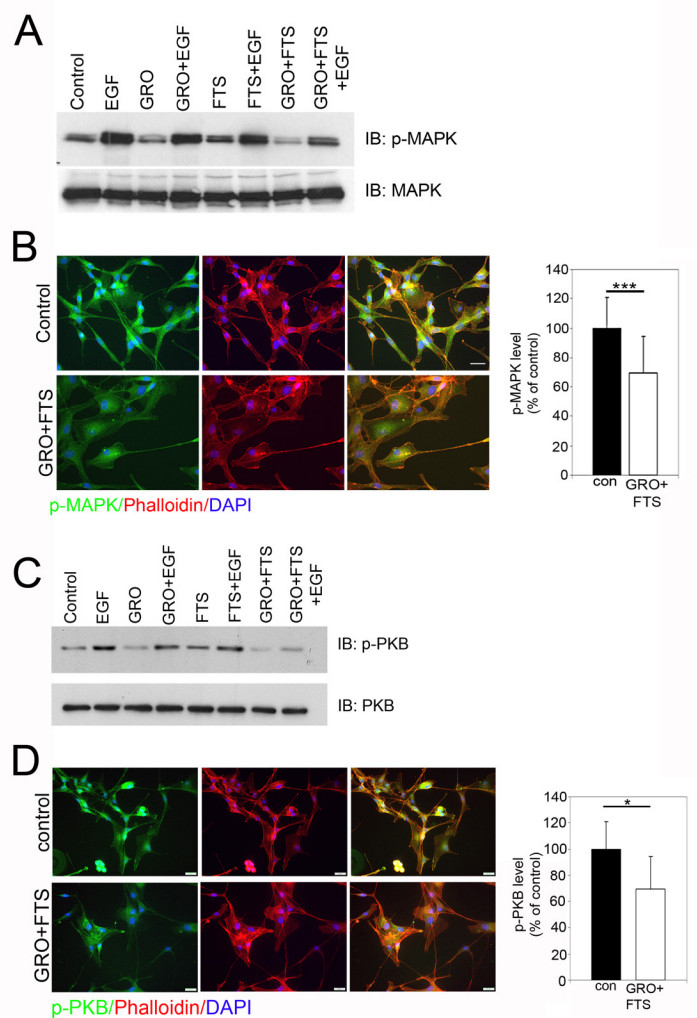 A
Control
EGF
GRO
GRO+EGF
FTS
FTS+EGF
GRO+FTS
GRO+FTS
+EGF
IB: p-MAPK
IB: MAPK
B
Control
GRO+FTS
p-MAPK/Phalloidin/DAPI
p-MAPK level
(% of control)
140
120
100
80
60
40
20
0
***
con
GRO+
FTS
C
Control
EGF
GRO
GRO+EGF
FTS
FTS+EGF
GRO+FTS
GRO+FTS
+EGF
IB: p-PKB
IB: PKB
D
control
GRO+FTS
p-PKB/Phalloidin/DAPI
p-PKB level
(% of control)
140
120
100
80
60
40
20
0
*
con
GRO+
FTS